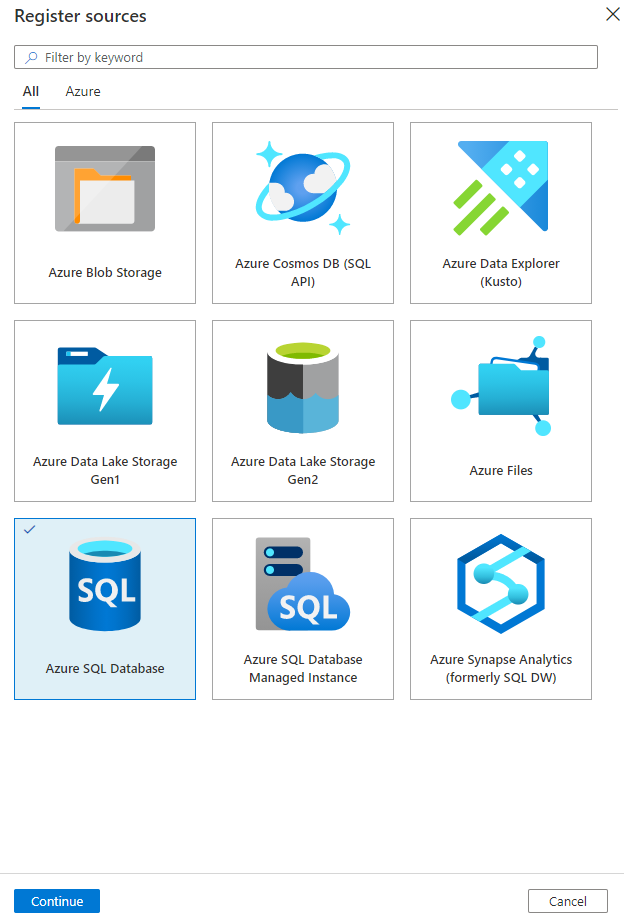 Register sources
Filter by keyword
All
Azure
Azure Blob Storage
Azure Cosmos DB (SQL
API)
Azure Data Explorer
(Kusto)
Azure Data Lake Storage
Gen1
Azure Data Lake Storage
Gen2
Azure Files
SQL
Azure SQL Database
SQL
Azure SQL Database
Managed Instance
Azure Synapse Analytics
(formerly SQL DW)
Continue
Cancel